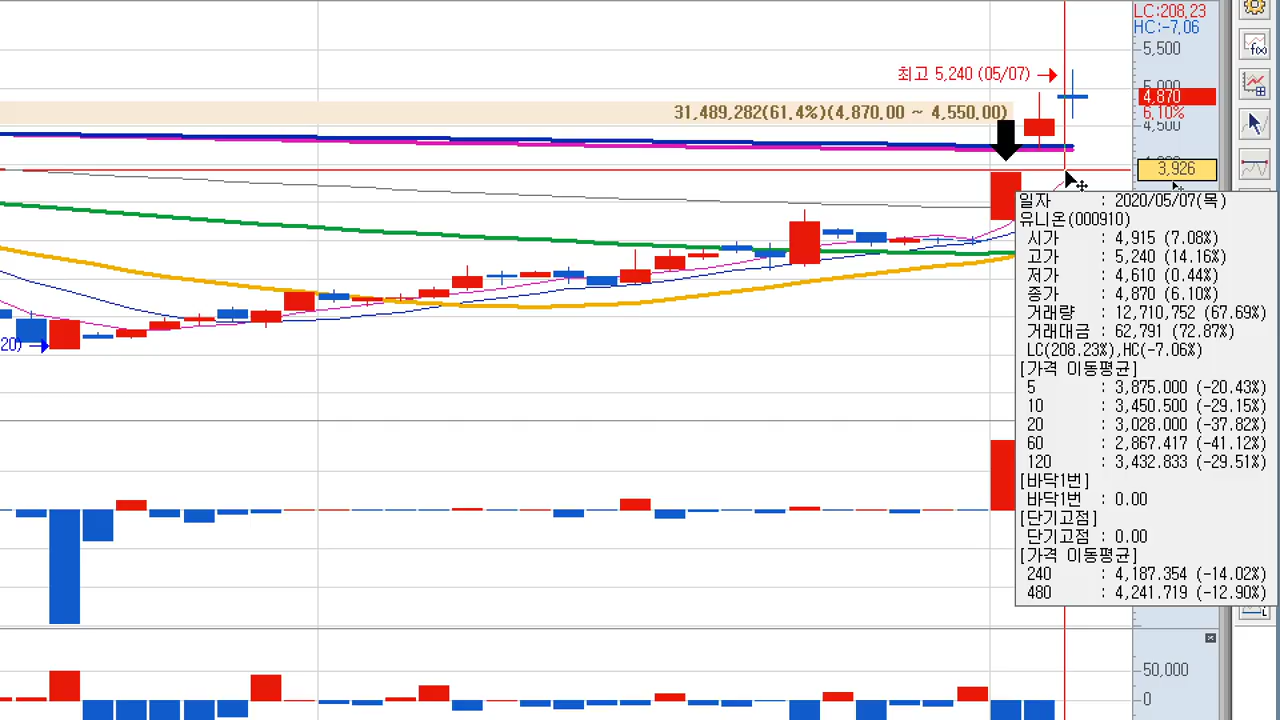 LC:208.23
HC:-7.06
5,500
최고 5,240 (05/07)
5,000
4,870
31,489,282(61.4%)(4,870.00 ~ 4,550.00)
6.10%
4,500
3,926
일자 : 2020/05/07(목)
유니온(000910)
시가 : 4,915 (7.08%)
고가 : 5,240 (14.16%)
저가 : 4,610 (0.44%)
종가 : 4,870 (6.10%)
거래량 : 12,710,752 (67.69%)
거래대금 : 62,791 (72.87%)
LC(208.23%),HC(-7.06%)
[가격 이동평균]
5 : 3,875.000 (-20.43%)
10 : 3,450.500 (-29.15%)
20 : 3,028.000 (-37.82%)
60 : 2,867.417 (-41.12%)
120 : 3,432.833 (-29.51%)
[바닥1번]
바닥1번 : 0.00
[단기고점]
단기고점 : 0.00
[가격 이동평균]
240 : 4,187.354 (-14.02%)
480 : 4,241.719 (-12.90%)
20)
50,000
0